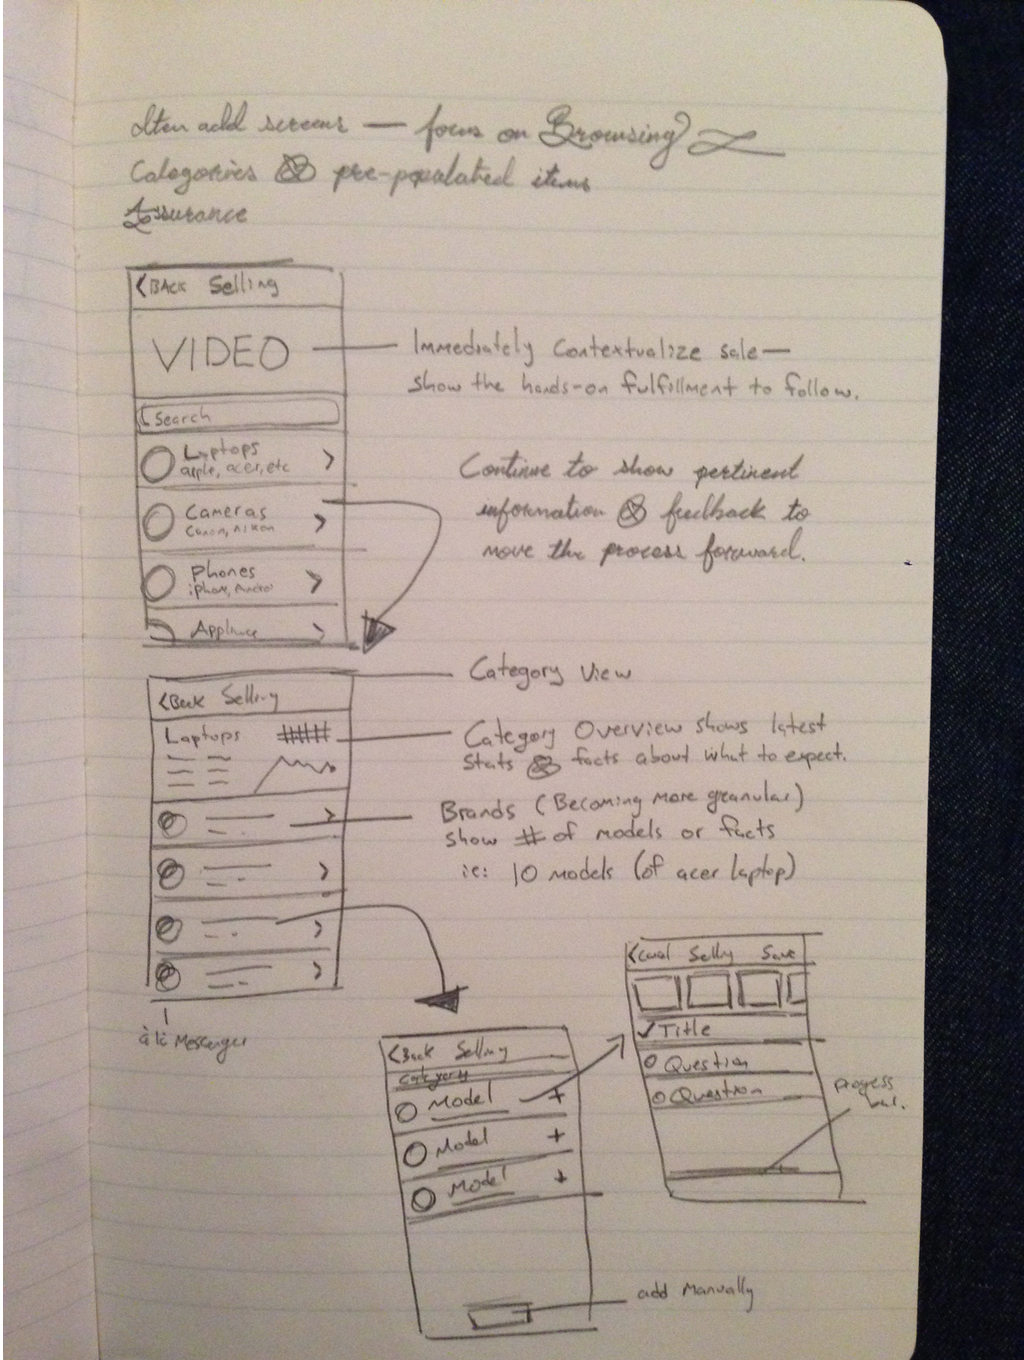 Item add screens — focus on Browsing
Categories & pre-populated items
Assurance
< BACK Selling
VIDEO
Immediately Contextualize sale —
show the hands-on fulfillment to follow.
Search
Laptops
apple, acer, etc
Cameras
Canon, Nikon
Phones
iphone, Android
Appliance
Continue to show pertinent
information & feedback to
move the process forward.
Category View
< Back Selling
Laptops #####
Category Overview shows latest
stats & facts about what to expect.
Brands (Becoming more granular)
show # of models or facts
ie: 10 models (of acer laptop)
à la Messenger
< Back Selling
Category
Model +
Model +
Model +
add Manually
< Cancel Selling Save
✓ Title
Question
Question
progress